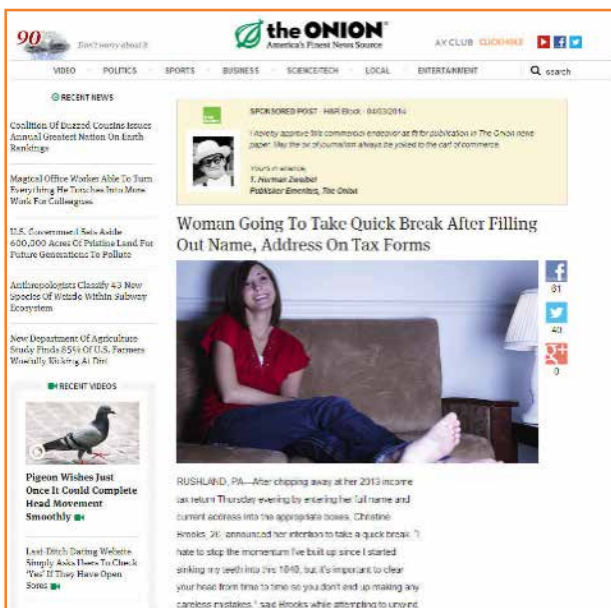 90
Don't worry about it
the ONION®
America's Finest News Source
AV CLUB CLICKHOLE
VIDEO POLITICS SPORTS BUSINESS SCIENCE/TECH LOCAL ENTERTAINMENT search
RECENT NEWS
Coalition Of Buzzed Cousins Issues
Annual Greatest Nation On Earth
Rankings
Magical Office Worker Able To Turn
Everything He Touches Into More
Work For Colleagues
U.S. Government Sets Aside
600,000 Acres Of Pristine Land For
Future Generations To Pollute
Anthropologists Classify 43 New
Species Of Weirdo Within Subway
Ecosystem
New Department Of Agriculture
Study Finds 85% Of U.S. Farmers
Woefully Kicking At Dirt
RECENT VIDEOS
Pigeon Wishes Just
Once It Could Complete
Head Movement
Smoothly
Last-Ditch Dating Website
Simply Asks Users To Check
'Yes' If They Have Open
Sores
SPONSORED POST · H&R Block · 04/03/2014
I hereby approve this commercial endeavor as fit for publication in The Onion news
paper. May the ox of journalism always be yoked to the cart of commerce.
Yours in
T. Herman Zweibel
Publisher Emeritus, The Onion
Woman Going To Take Quick Break After Filling
Out Name, Address On Tax Forms
61
40
g+
0
RUSHLAND, PA—After chipping away at her 2013 income
tax return Thursday evening by entering her full name and
current address into the appropriate boxes, Christine
Brooks, 26, announced her intention to take a quick break. "I
hate to stop the momentum I've built up since I started
sinking my teeth into this 1040, but it's important to clear
your head from time to time so you don't end up making any
careless mistakes," said Brooks while attempting to unwind